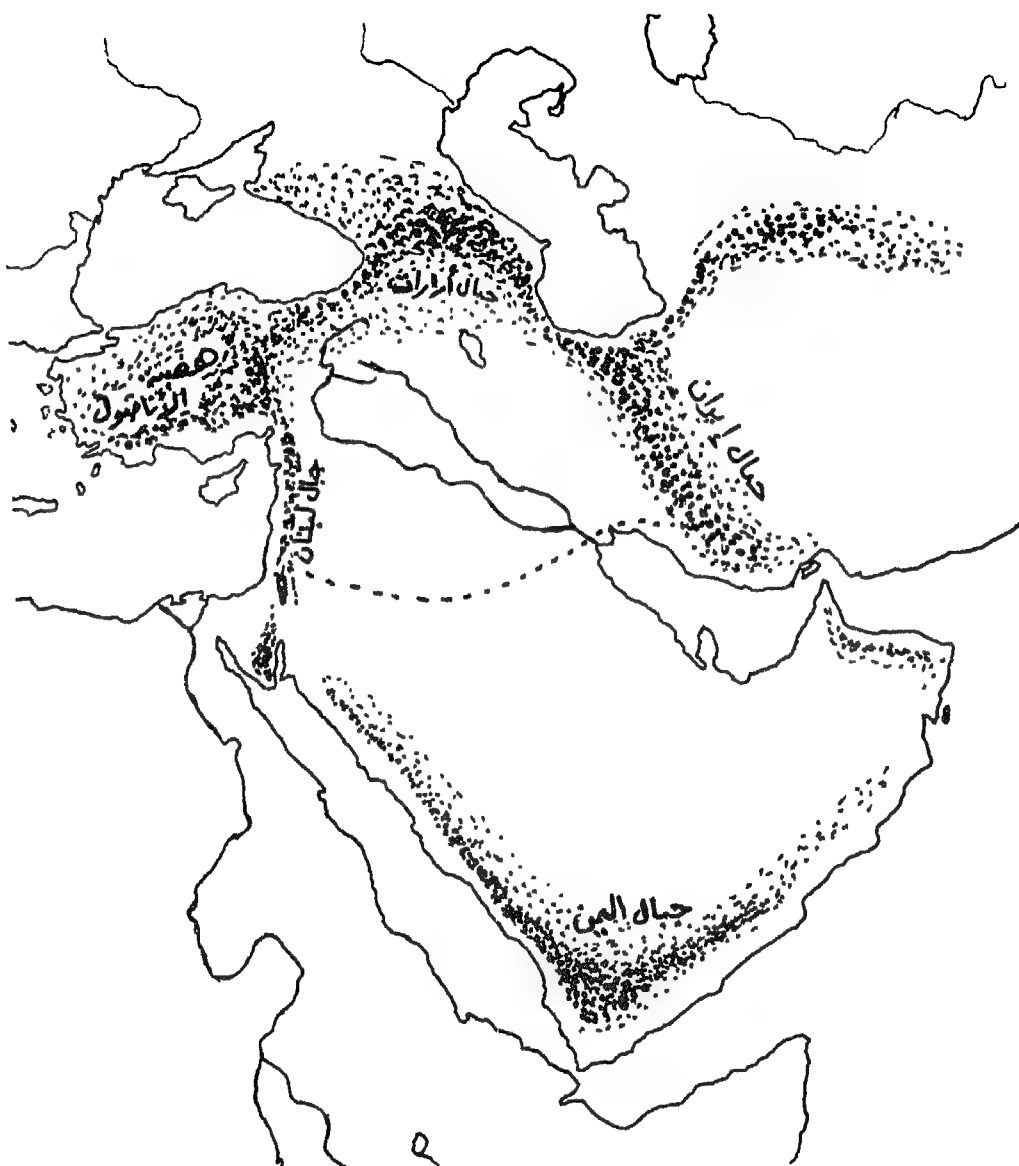 جبال أرارات
هضبة
الأناضول
جبال إيران
جبال لبنان
جبال اليمن